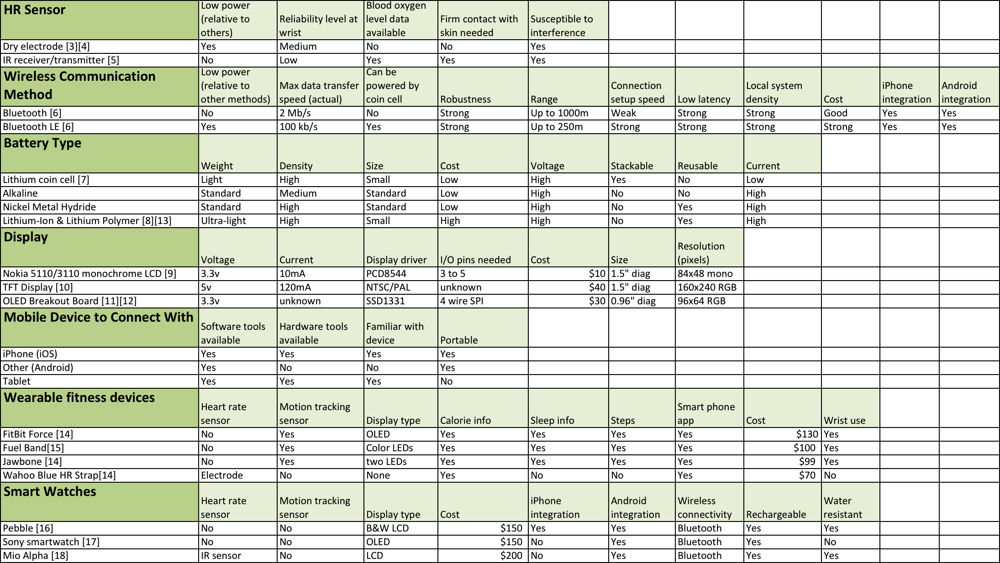 HR Sensor | Low power (relative to others) | Reliability level at wrist | Blood oxygen level data available | Firm contact with skin needed | Susceptible to interference
Dry electrode [3][4] | Yes | Medium | No | No | Yes
IR receiver/transmitter [5] | No | Low | Yes | Yes | Yes
Wireless Communication Method | Low power (relative to other methods) | Max data transfer speed (actual) | Can be powered by coin cell | Robustness | Range | Connection setup speed | Low latency | Local system density | Cost | iPhone integration | Android integration
Bluetooth [6] | No | 2 Mb/s | No | Strong | Up to 1000m | Weak | Strong | Strong | Good | Yes | Yes
Bluetooth LE [6] | Yes | 100 kb/s | Yes | Strong | Up to 250m | Strong | Strong | Strong | Strong | Yes | Yes
Battery Type | Weight | Density | Size | Cost | Voltage | Stackable | Reusable | Current
Lithium coin cell [7] | Light | High | Small | Low | High | Yes | No | Low
Alkaline | Standard | Medium | Standard | Low | High | No | No | High
Nickel Metal Hydride | Standard | High | Standard | Low | High | No | Yes | High
Lithium-Ion & Lithium Polymer [8][13] | Ultra-light | High | Small | High | High | No | Yes | High
Display | Voltage | Current | Display driver | I/O pins needed | Cost | Size | Resolution (pixels)
Nokia 5110/3110 monochrome LCD [9] | 3.3v | 10mA | PCD8544 | 3 to 5 | $10 | 1.5" diag | 84x48 mono
TFT Display [10] | 5v | 120mA | NTSC/PAL | unknown | $40 | 1.5" diag | 160x240 RGB
OLED Breakout Board [11][12] | 3.3v | unknown | SSD1331 | 4 wire SPI | $30 | 0.96" diag | 96x64 RGB
Mobile Device to Connect With | Software tools available | Hardware tools available | Familiar with device | Portable
iPhone (iOS) | Yes | Yes | Yes | Yes
Other (Android) | Yes | No | No | Yes
Tablet | Yes | Yes | Yes | No
Wearable fitness devices | Heart rate sensor | Motion tracking sensor | Display type | Calorie info | Sleep info | Steps | Smart phone app | Cost | Wrist use
FitBit Force [14] | No | Yes | OLED | Yes | Yes | Yes | Yes | $130 | Yes
Fuel Band[15] | No | Yes | Color LEDs | Yes | Yes | Yes | Yes | $100 | Yes
Jawbone [14] | No | Yes | two LEDs | Yes | Yes | Yes | Yes | $99 | Yes
Wahoo Blue HR Strap[14] | Electrode | No | None | Yes | No | No | Yes | $70 | No
Smart Watches | Heart rate sensor | Motion tracking sensor | Display type | Cost | iPhone integration | Android integration | Wireless connectivity | Rechargeable | Water resistant
Pebble [16] | No | No | B&W LCD | $150 | Yes | Yes | Bluetooth | Yes | Yes
Sony smartwatch [17] | No | No | OLED | $150 | No | Yes | Bluetooth | Yes | No
Mio Alpha [18] | IR sensor | No | LCD | $200 | No | Yes | Bluetooth | Yes | Yes